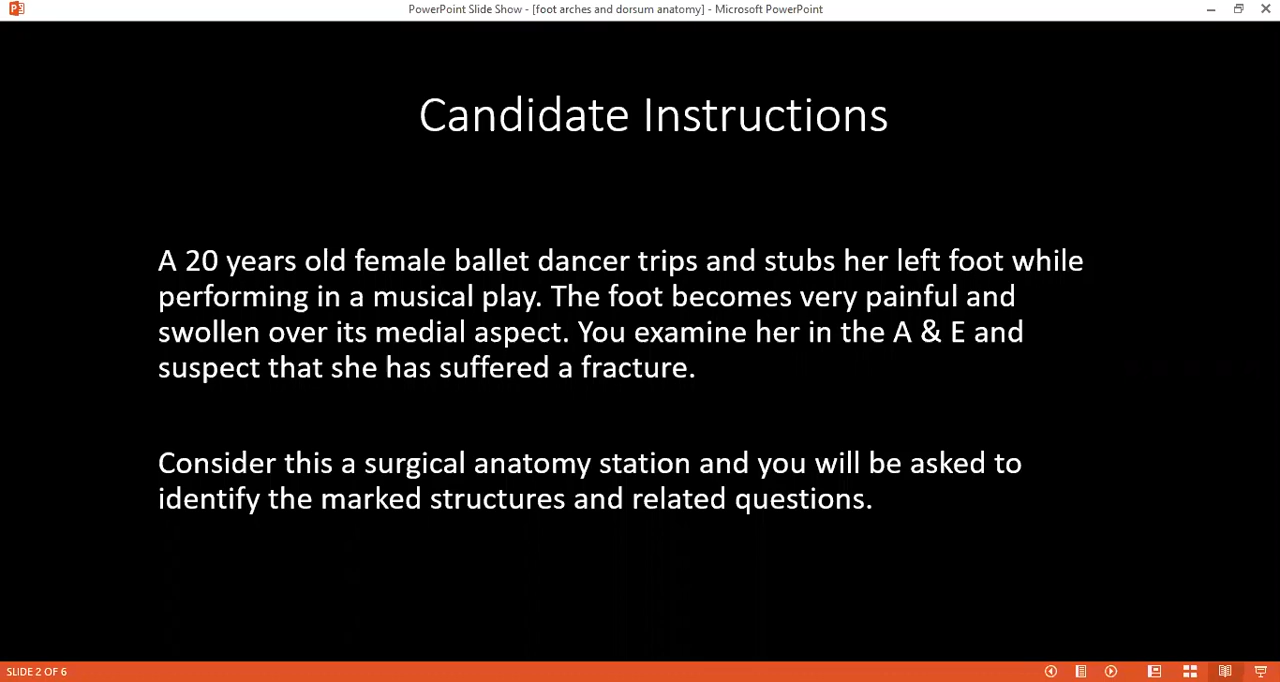 PowerPoint Slide Show - [foot arches and dorsum anatomy] - Microsoft PowerPoint
Candidate Instructions
A 20 years old female ballet dancer trips and stubs her left foot while
performing in a musical play. The foot becomes very painful and
swollen over its medial aspect. You examine her in the A & E and
suspect that she has suffered a fracture.
Consider this a surgical anatomy station and you will be asked to
identify the marked structures and related questions.
SLIDE 2 OF 6